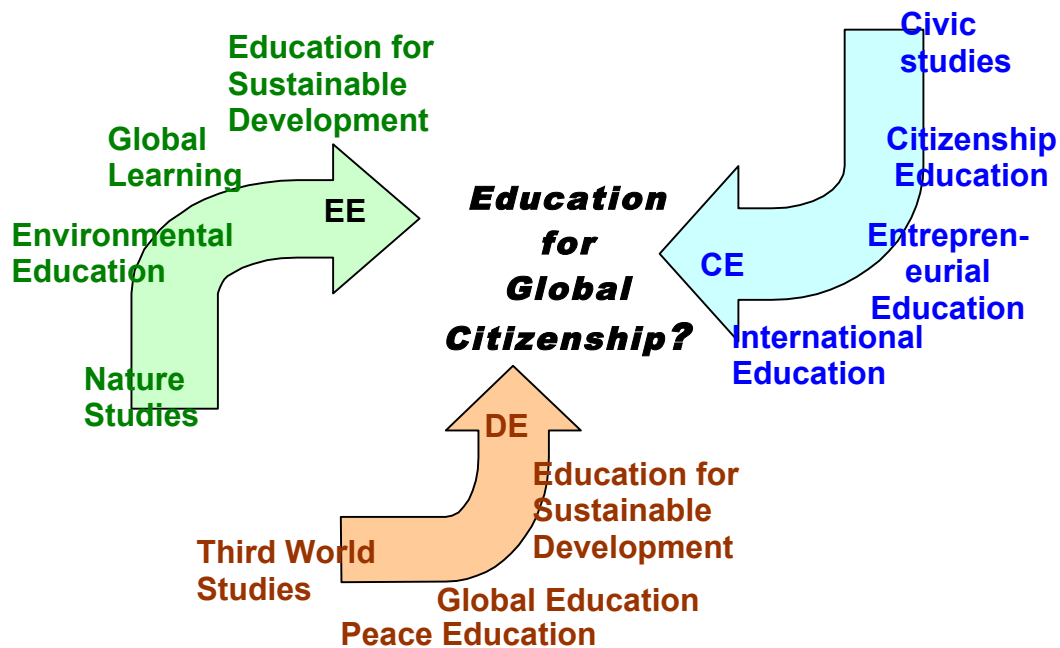 Education for
Sustainable
Development
Global
Learning
EE
Environmental
Education
Nature
Studies
Education
for
Global
Citizenship?
Civic
studies
Citizenship
Education
Entrepren-
eurial
Education
CE
International
Education
DE
Education for
Sustainable
Development
Third World
Studies
Global Education
Peace Education